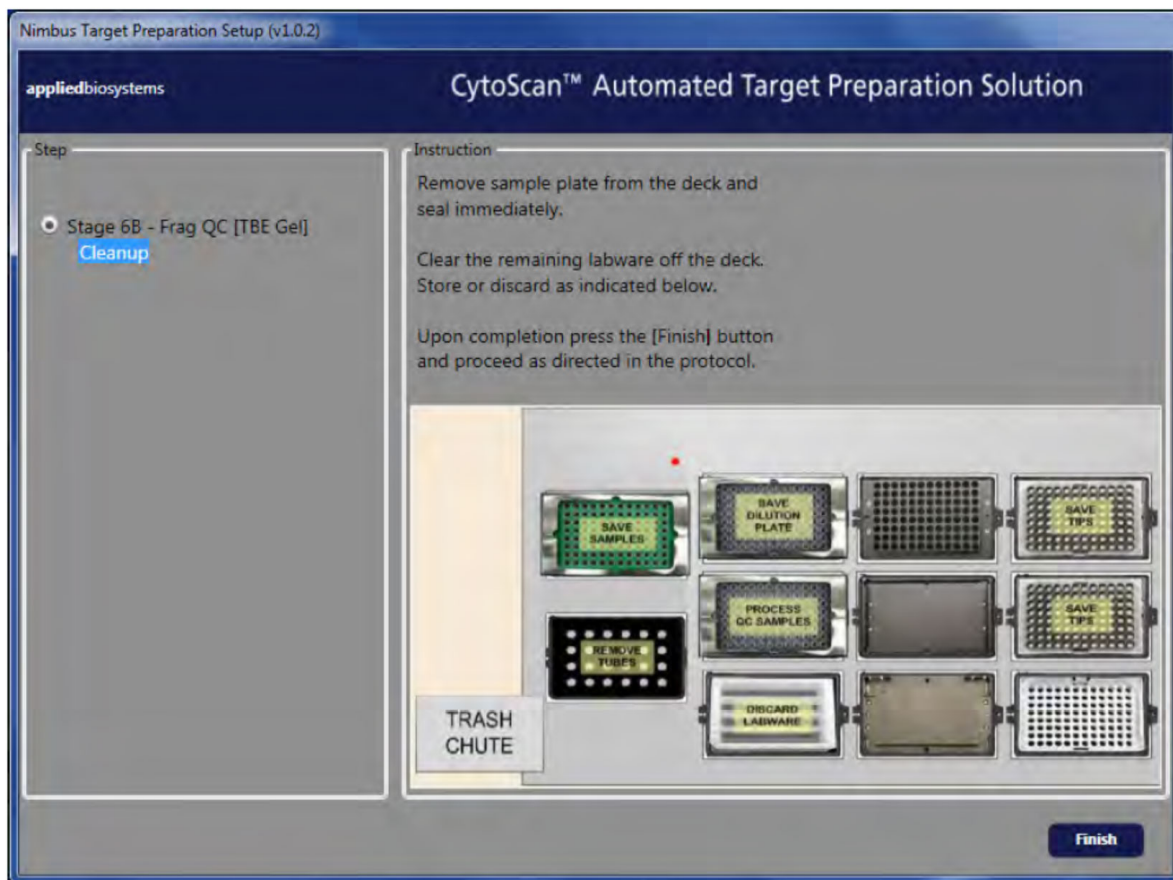 Nimbus Target Preparation Setup (v1.0.2)
appliedbiosystems
CytoScan™ Automated Target Preparation Solution
Step
Stage 6B - Frag QC [TBE Gel]
Cleanup
Instruction
Remove sample plate from the deck and
seal immediately.
Clear the remaining labware off the deck.
Store or discard as indicated below.
Upon completion press the [Finish] button
and proceed as directed in the protocol.
SAVE
SAMPLES
SAVE
DILUTION
PLATE
SAVE
TIPS
REMOVE
TUBES
PROCESS
QC SAMPLES
SAVE
TIPS
DISCARD
LABWARE
TRASH
CHUTE
Finish